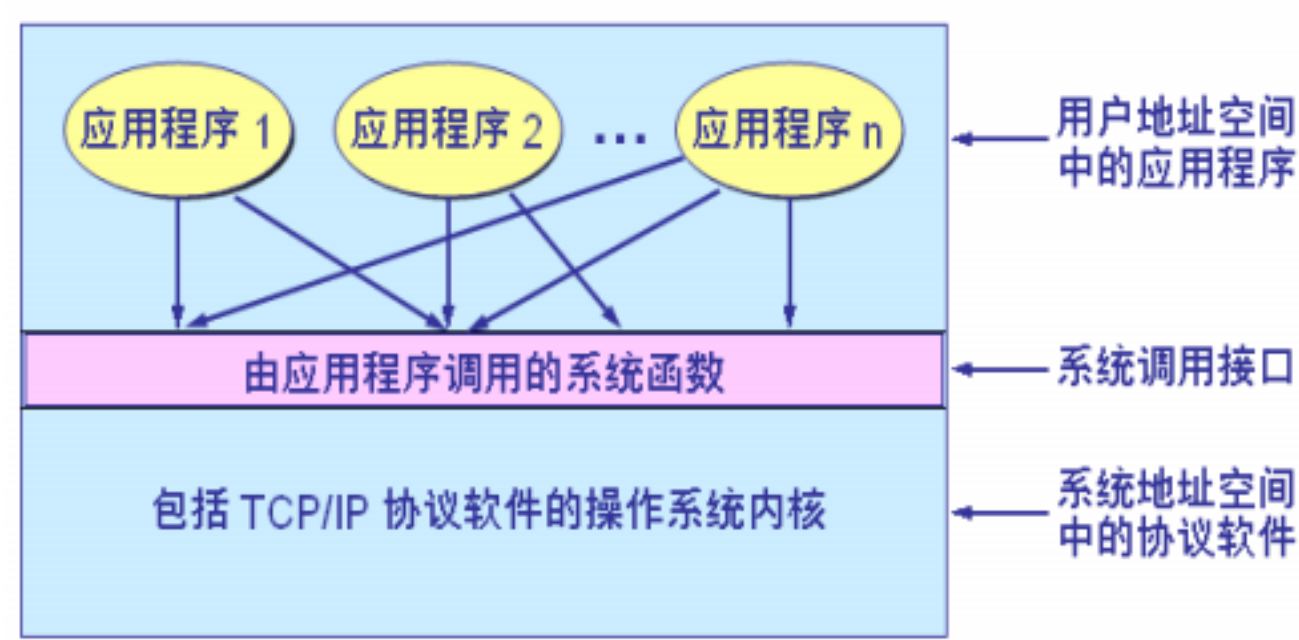 应用程序 1
应用程序 2
...
应用程序 n
用户地址空间
中的应用程序
由应用程序调用的系统函数
系统调用接口
包括 TCP/IP 协议软件的操作系统内核
系统地址空间
中的协议软件